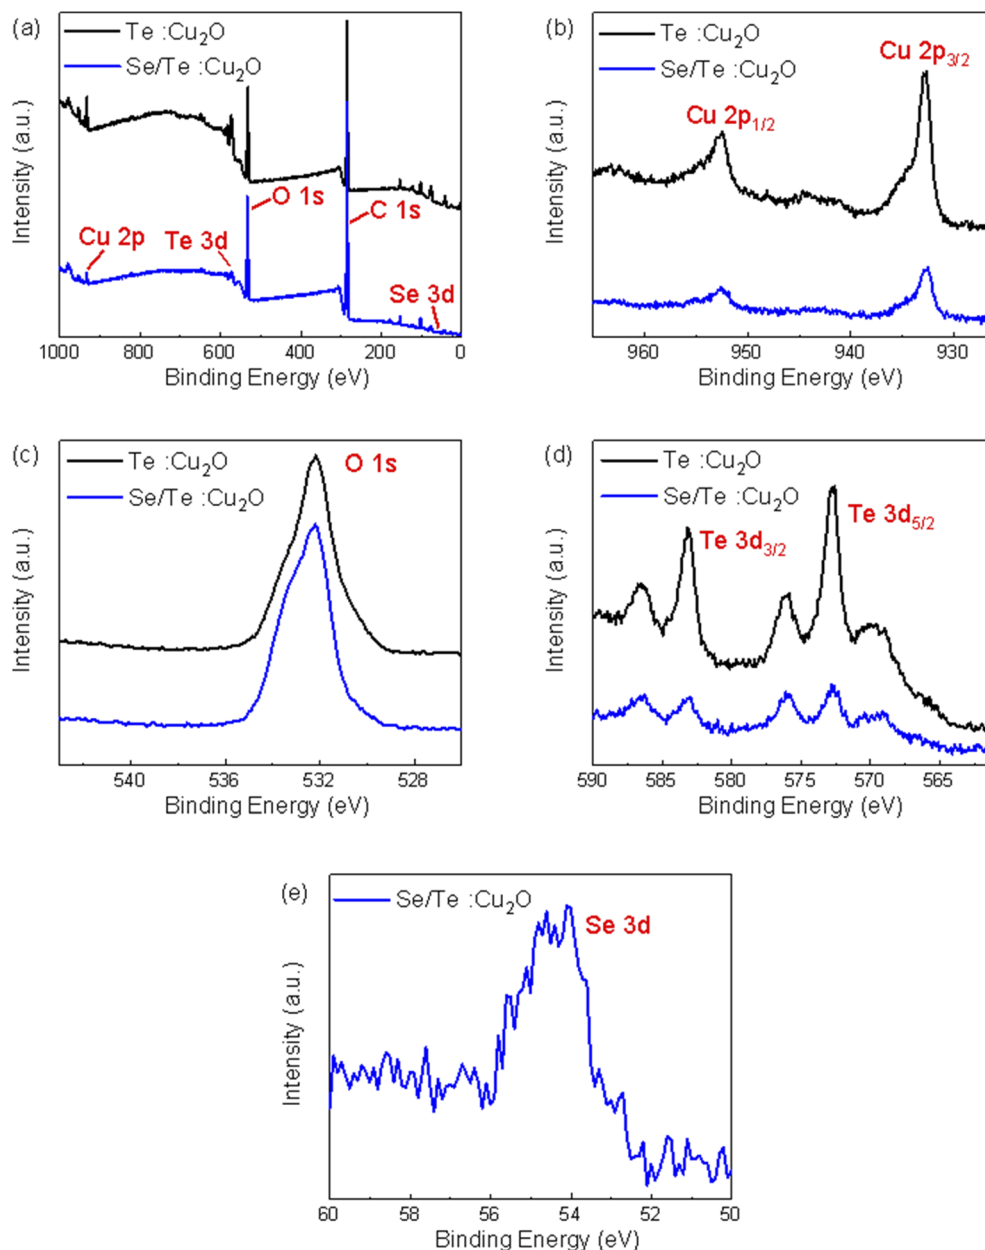 (a)
Te :Cu₂O
Se/Te :Cu₂O
O 1s
C 1s
Cu 2p
Te 3d
Se 3d
Intensity (a.u.)
1000 800 600 400 200 0
Binding Energy (eV)
(b)
Te :Cu₂O
Se/Te :Cu₂O
Cu 2p₃/₂
Cu 2p₁/₂
Intensity (a.u.)
960 950 940 930
Binding Energy (eV)
(c)
Te :Cu₂O
Se/Te :Cu₂O
O 1s
Intensity (a.u.)
540 536 532 528
Binding Energy (eV)
(d)
Te :Cu₂O
Se/Te :Cu₂O
Te 3d₅/₂
Te 3d₃/₂
Intensity (a.u.)
590 585 580 575 570 565
Binding Energy (eV)
(e)
Se/Te :Cu₂O
Se 3d
Intensity (a.u.)
60 58 56 54 52 50
Binding Energy (eV)